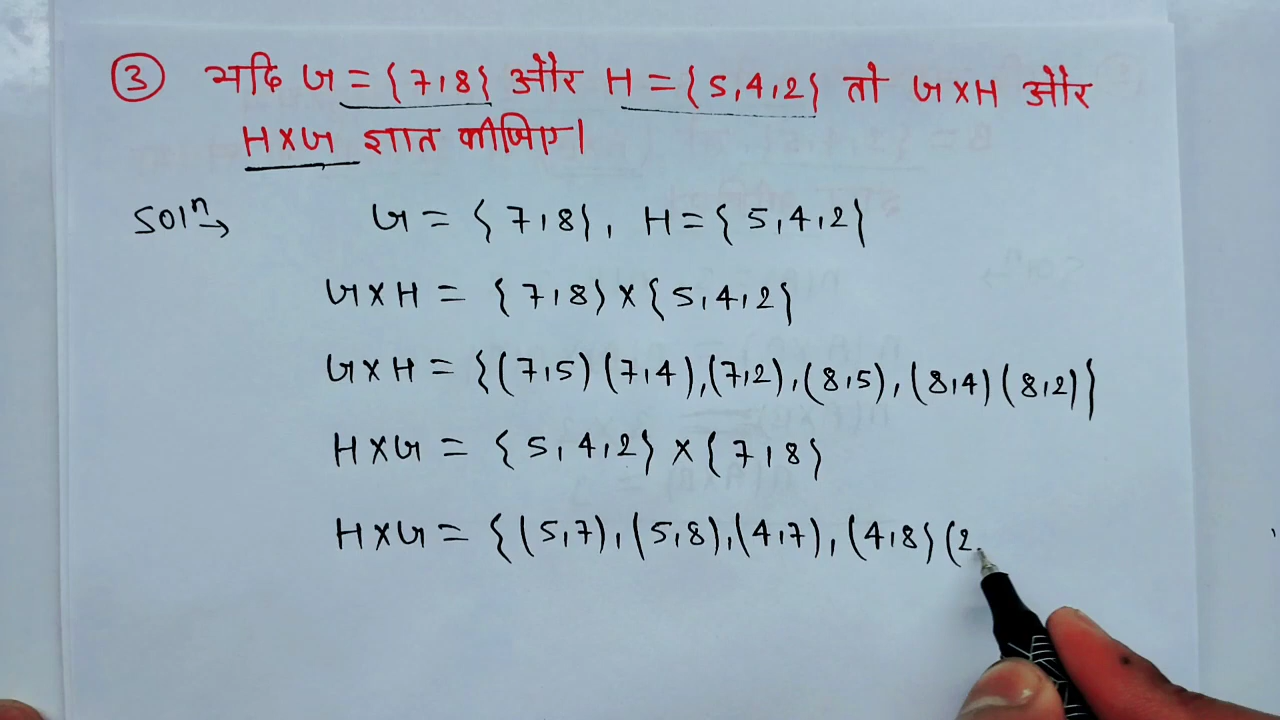 ③ यदि G = {7,8} और H = {5,4,2} तो G×H और
H×G ज्ञात कीजिए।
Solⁿ→ G = {7,8}, H = {5,4,2}
G×H = {7,8} × {5,4,2}
G×H = {(7,5) (7,4),(7,2),(8,5),(8,4) (8,2)}
H×G = {5,4,2} × {7,8}
H×G = {(5,7),(5,8),(4,7),(4,8) (2,